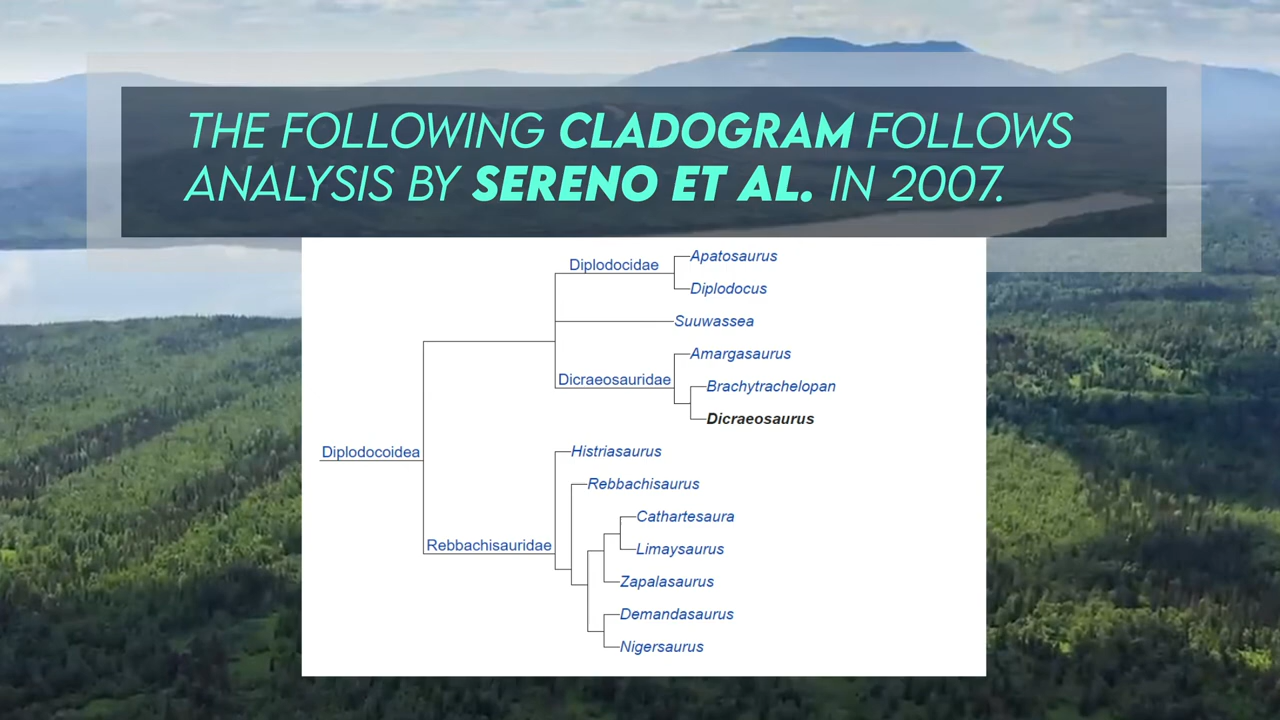 THE FOLLOWING CLADOGRAM FOLLOWS
ANALYSIS BY SERENO ET AL. IN 2007.
Diplodocoidea
Diplodocidae
Apatosaurus
Diplodocus
Suuwassea
Dicraeosauridae
Amargasaurus
Brachytrachelopan
Dicraeosaurus
Rebbachisauridae
Histriasaurus
Rebbachisaurus
Cathartesaura
Limaysaurus
Zapalasaurus
Demandasaurus
Nigersaurus